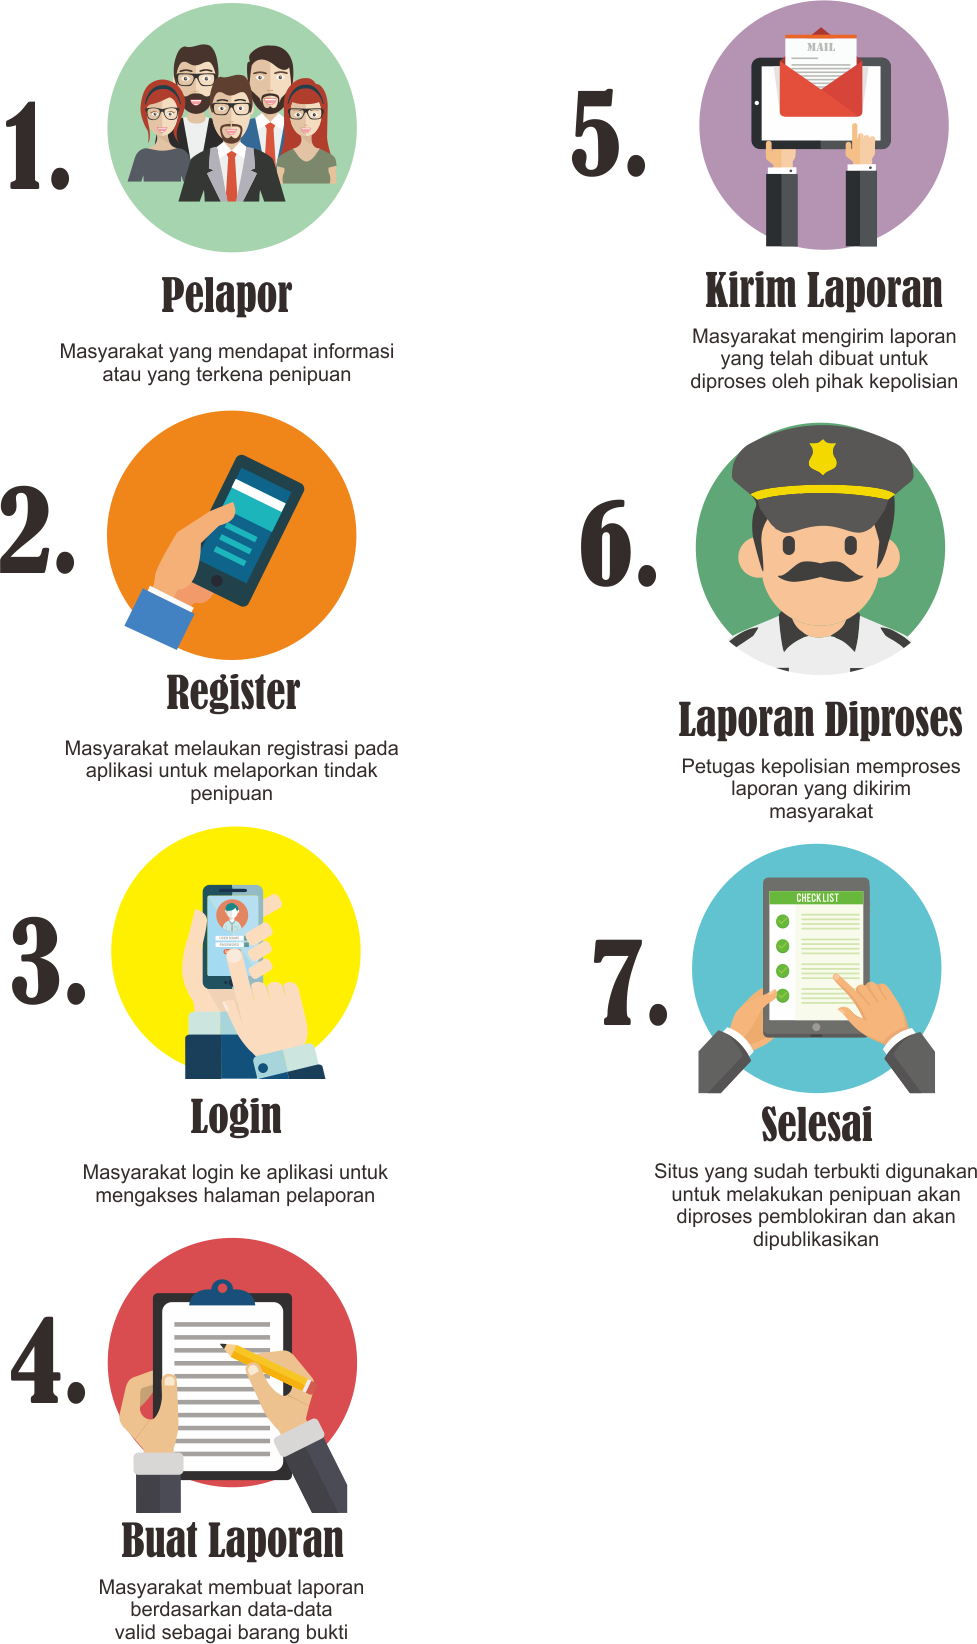 1.
Pelapor
Masyarakat yang mendapat informasi
atau yang terkena penipuan
2.
Register
Masyarakat melaukan registrasi pada
aplikasi untuk melaporkan tindak
penipuan
3.
USER NAME
PASSWORD
Login
Masyarakat login ke aplikasi untuk
mengakses halaman pelaporan
4.
Buat Laporan
Masyarakat membuat laporan
berdasarkan data-data
valid sebagai barang bukti
5.
MAIL
Kirim Laporan
Masyarakat mengirim laporan
yang telah dibuat untuk
diproses oleh pihak kepolisian
6.
Laporan Diproses
Petugas kepolisian memproses
laporan yang dikirim
masyarakat
7.
CHECK LIST
Selesai
Situs yang sudah terbukti digunakan
untuk melakukan penipuan akan
diproses pemblokiran dan akan
dipublikasikan